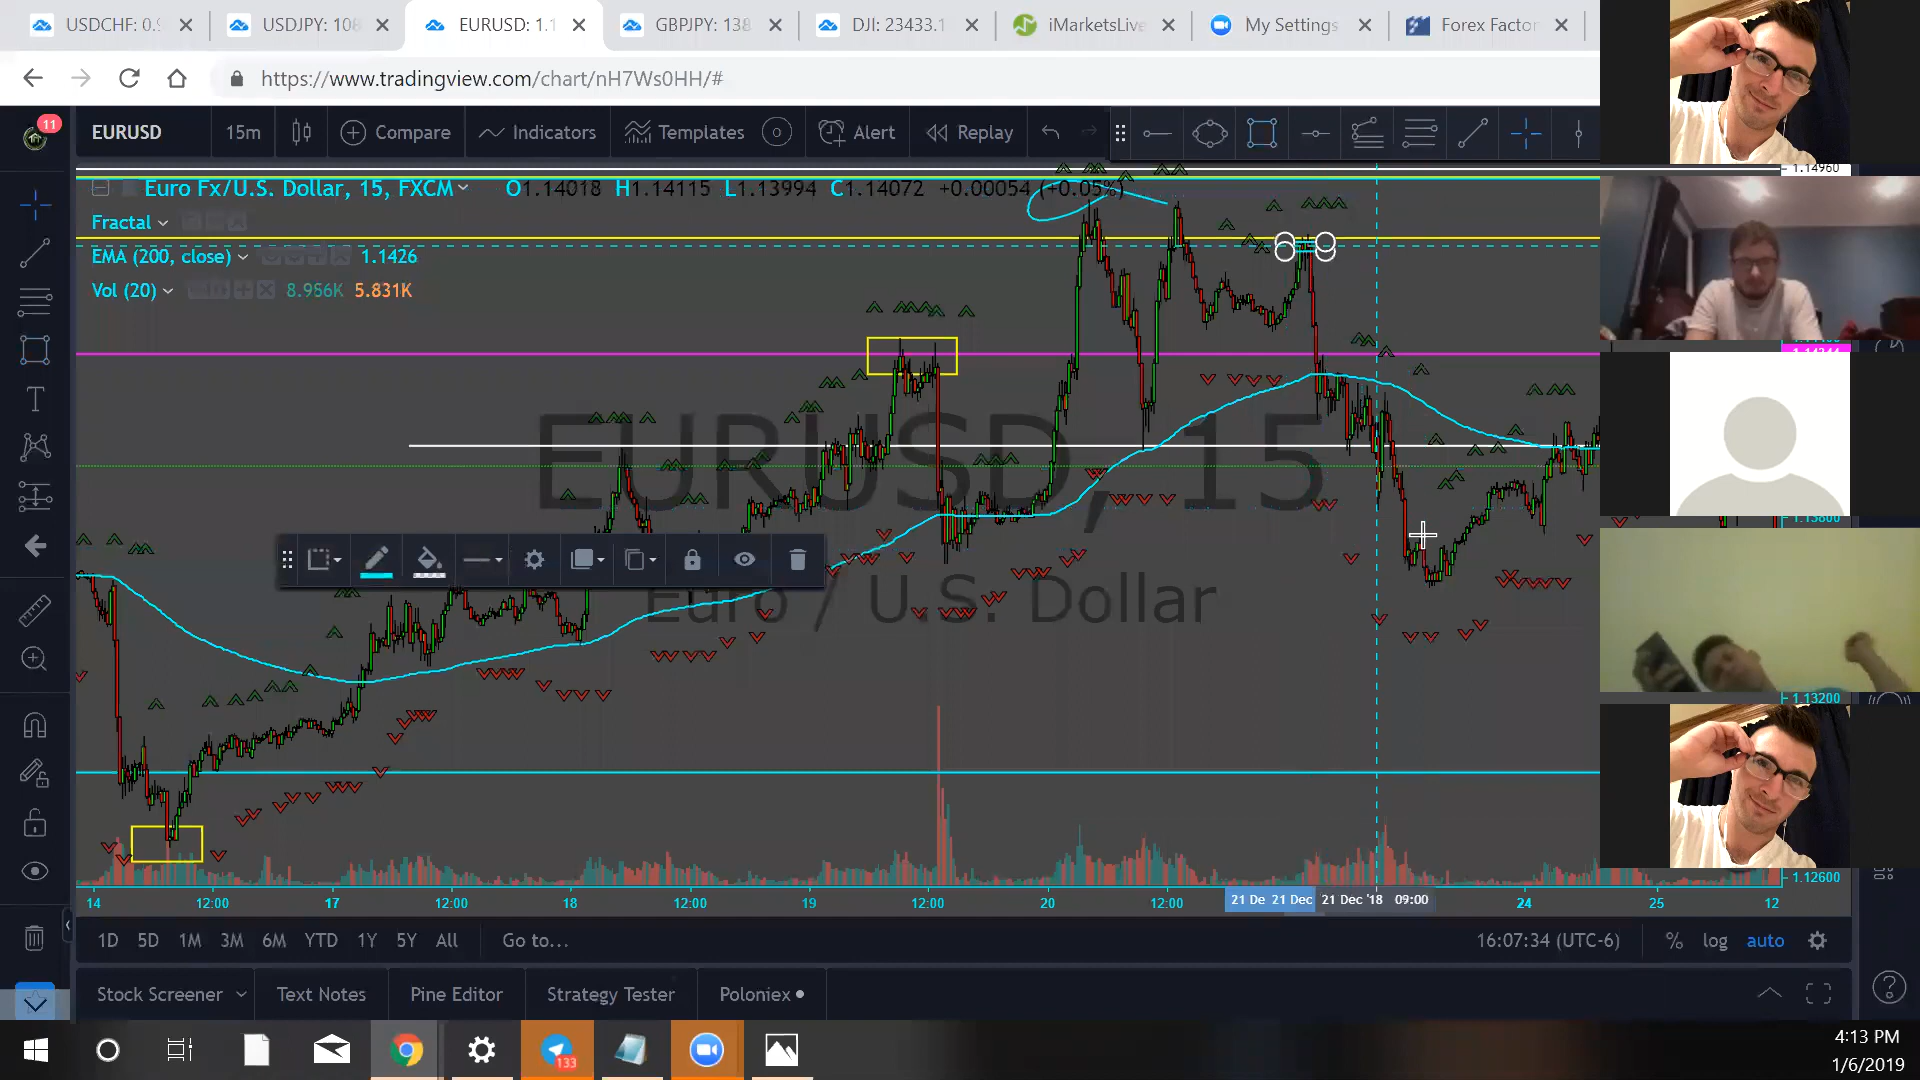 USDCHF: 0.9
USDJPY: 108
EURUSD: 1.1
GBPJPY: 138
DJI: 23433.1
iMarketsLive
My Settings
Forex Factor
https://www.tradingview.com/chart/nH7Ws0HH/#
11
EURUSD
15m
Compare
Indicators
Templates
Alert
Replay
1.14960
Euro Fx/U.S. Dollar, 15, FXCM
O1.14018 H1.14115 L1.13994 C1.14072 +0.00054 (+0.05%)
Fractal
EMA (200, close)
1.1426
Vol (20)
8.956K 5.831K
EURUSD, 15
Euro / U.S. Dollar
1.13800
1.13200
1.12600
14
12:00
17
12:00
18
12:00
19
12:00
20
12:00
21 De
21 Dec
21 Dec '18 09:00
24
25
12
1D
5D
1M
3M
6M
YTD
1Y
5Y
All
Go to...
16:07:34 (UTC-6)
%
log
auto
Stock Screener
Text Notes
Pine Editor
Strategy Tester
Poloniex
133
4:13 PM
1/6/2019